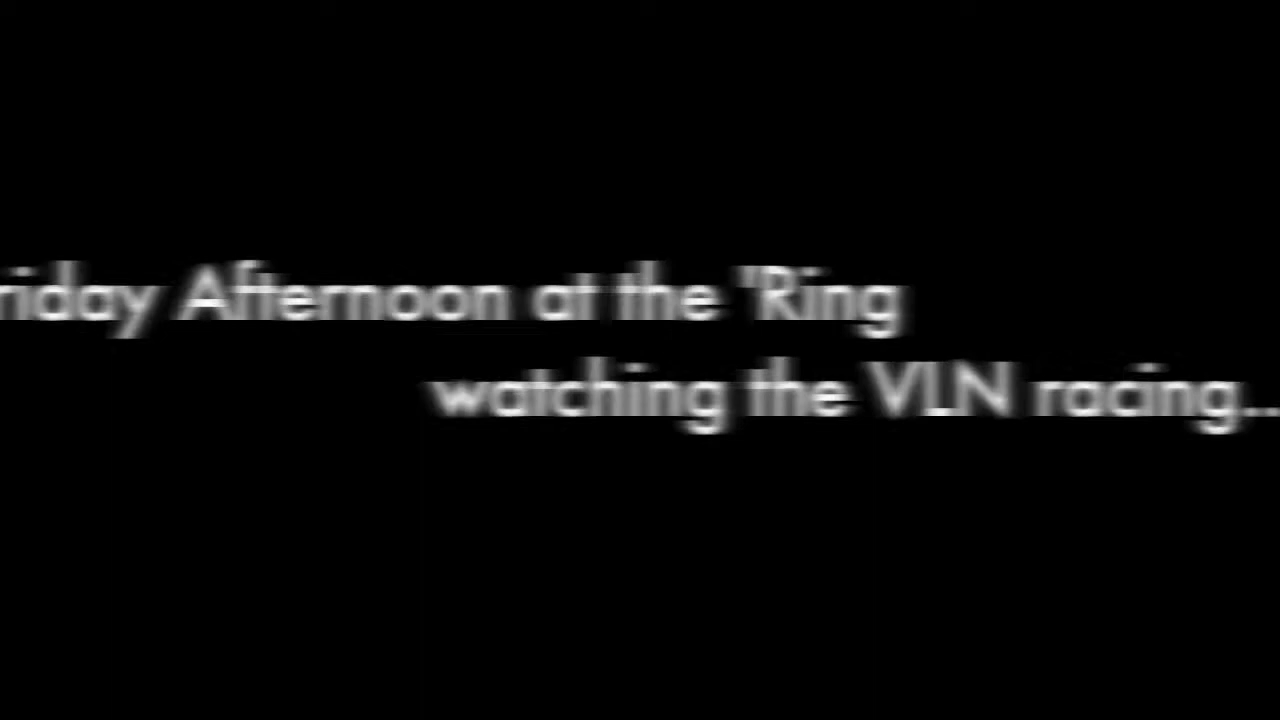 riday Afternoon at the "Ring
watching the VLN racing...